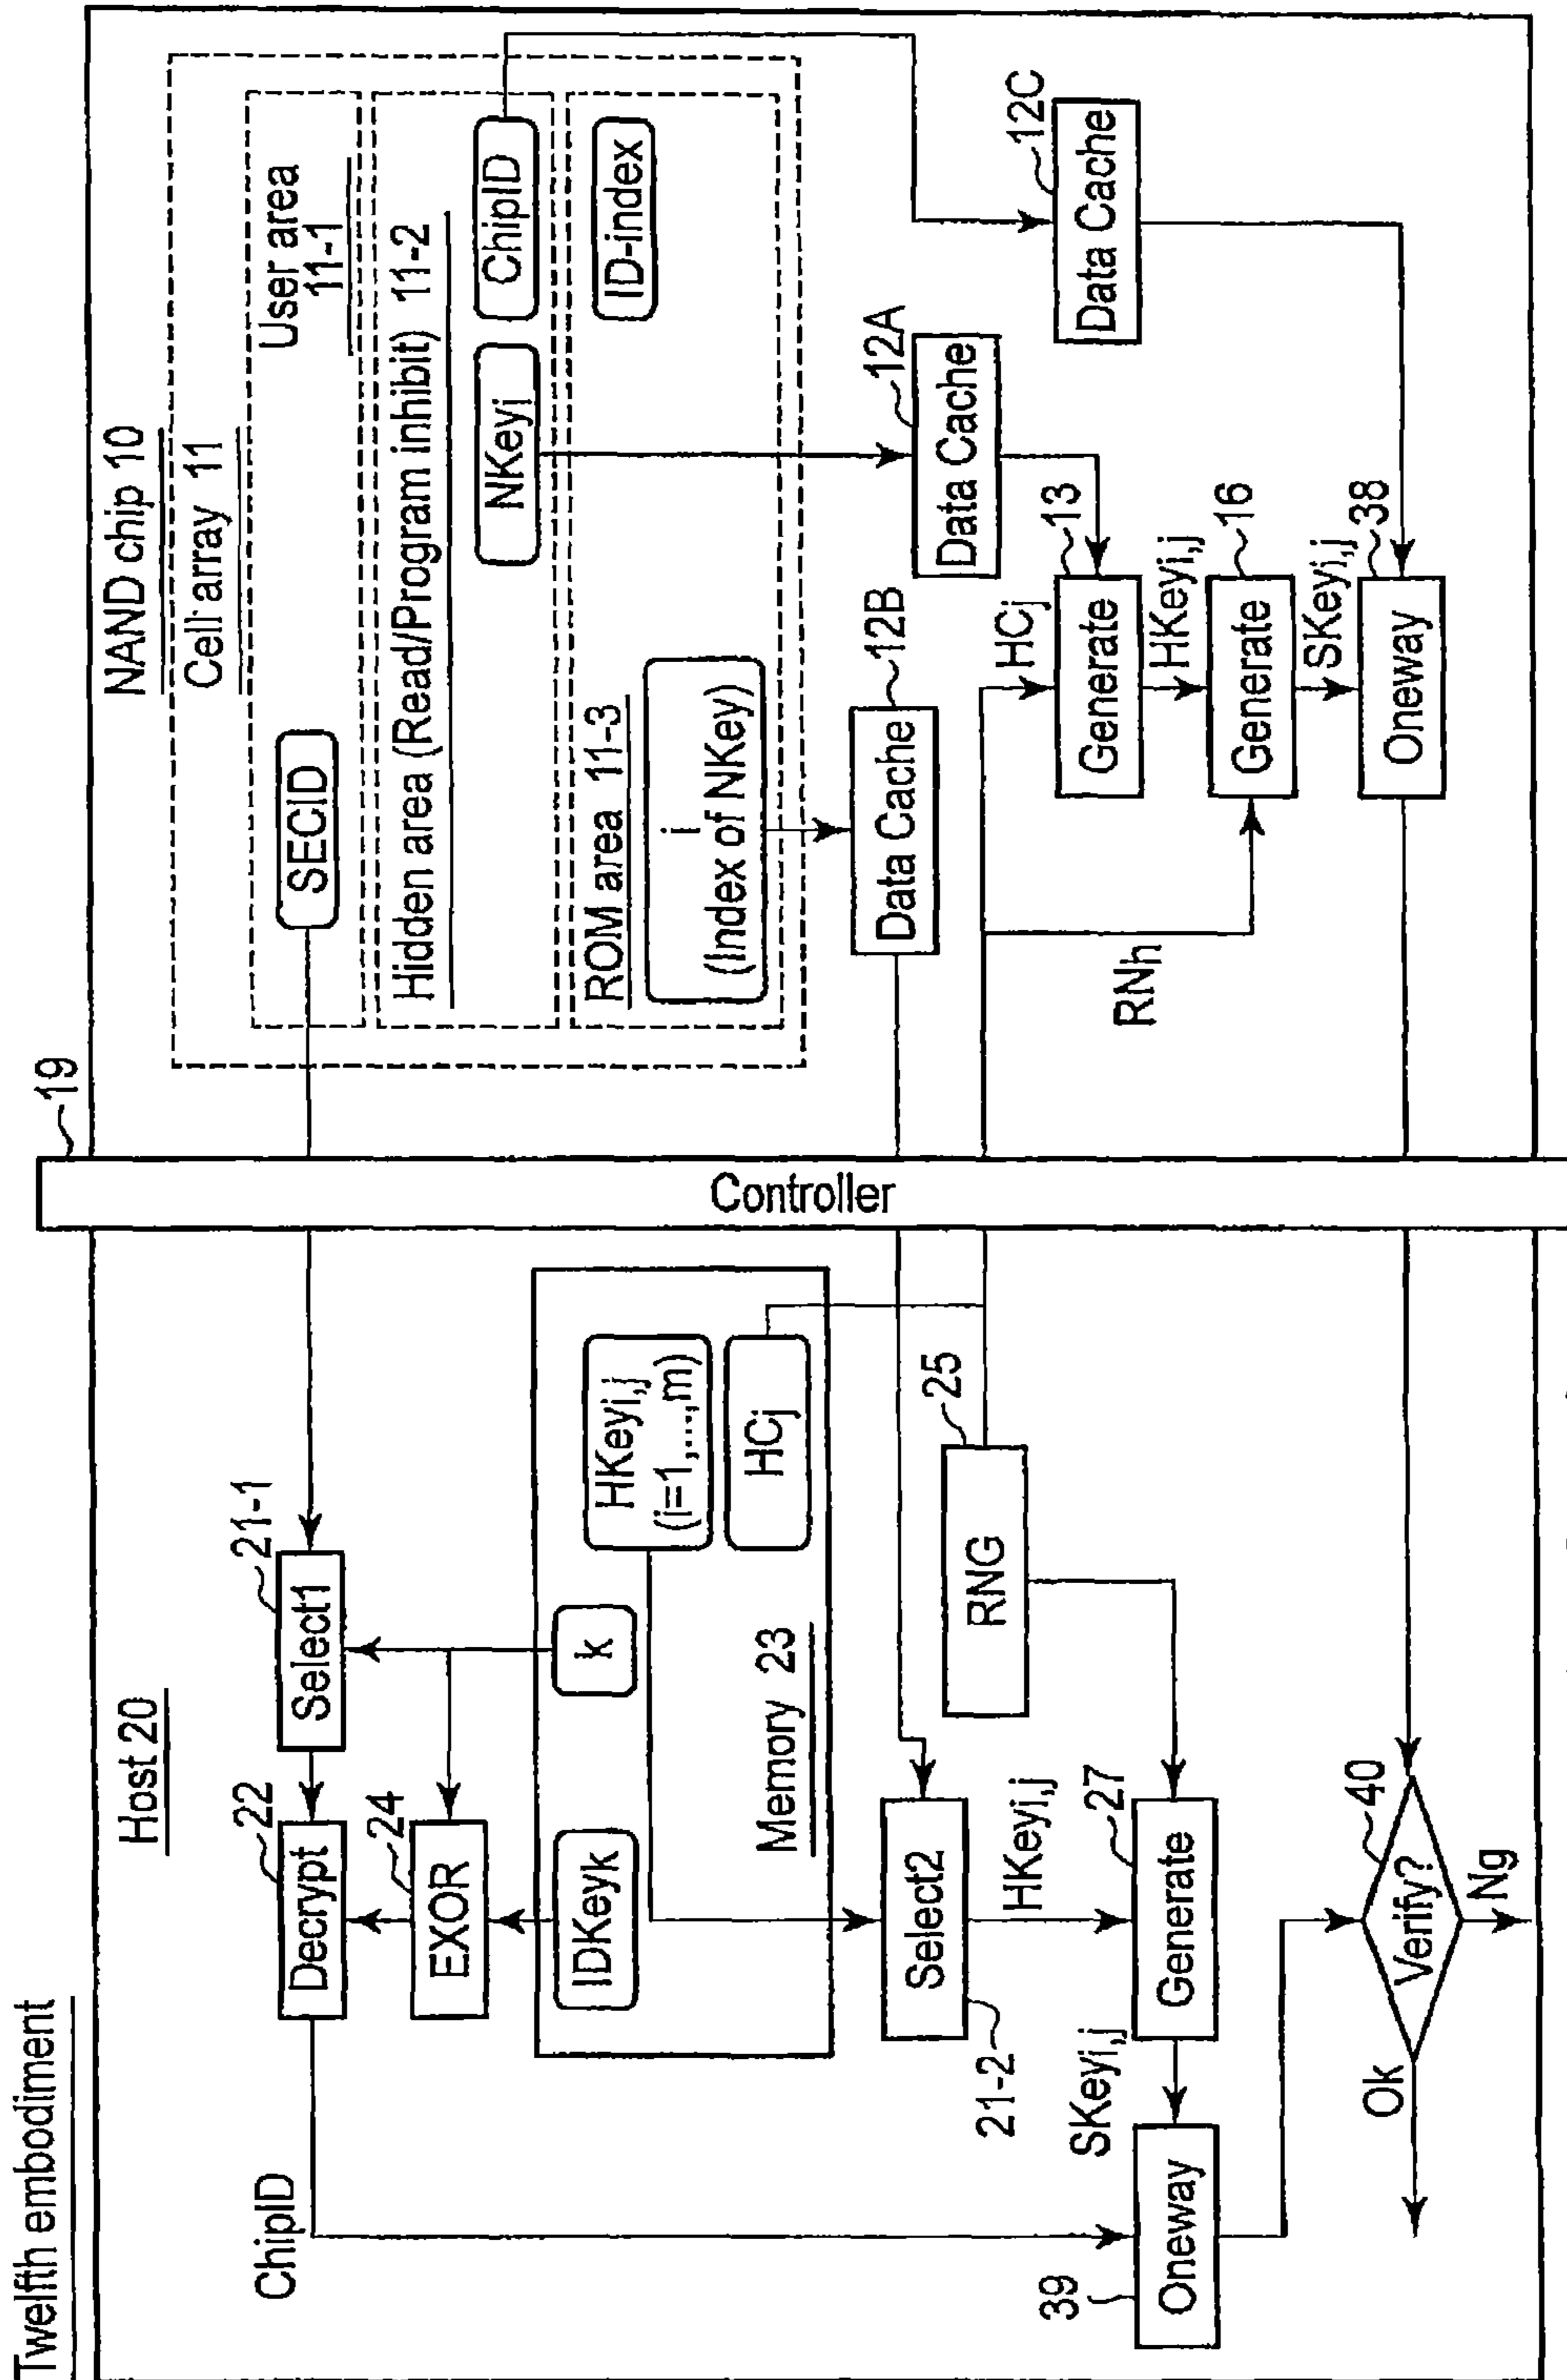 Twelfth embodiment
Host 20
ChipID
22
Decrypt
21-1
Select1
24
EXOR
IDKeyk
k
HKeyi,j
(i=1,...,m)
HCj
Memory 23
Select2
21-2
25
RNG
HKeyi,j
SKeyi,j
27
Generate
39
Oneway
40
Verify?
Ok
Ng
19
Controller
NAND chip 10
Cell array 11
User area
11-1
SECID
Hidden area (Read/Program inhibit) 11-2
NKeyi
ChipID
ROM area 11-3
i
(Index of NKey)
ID-index
12B
Data Cache
12A
Data Cache
12C
Data Cache
HCj
13
Generate
HKeyi,j
16
Generate
RNh
SKeyi,j
38
Oneway